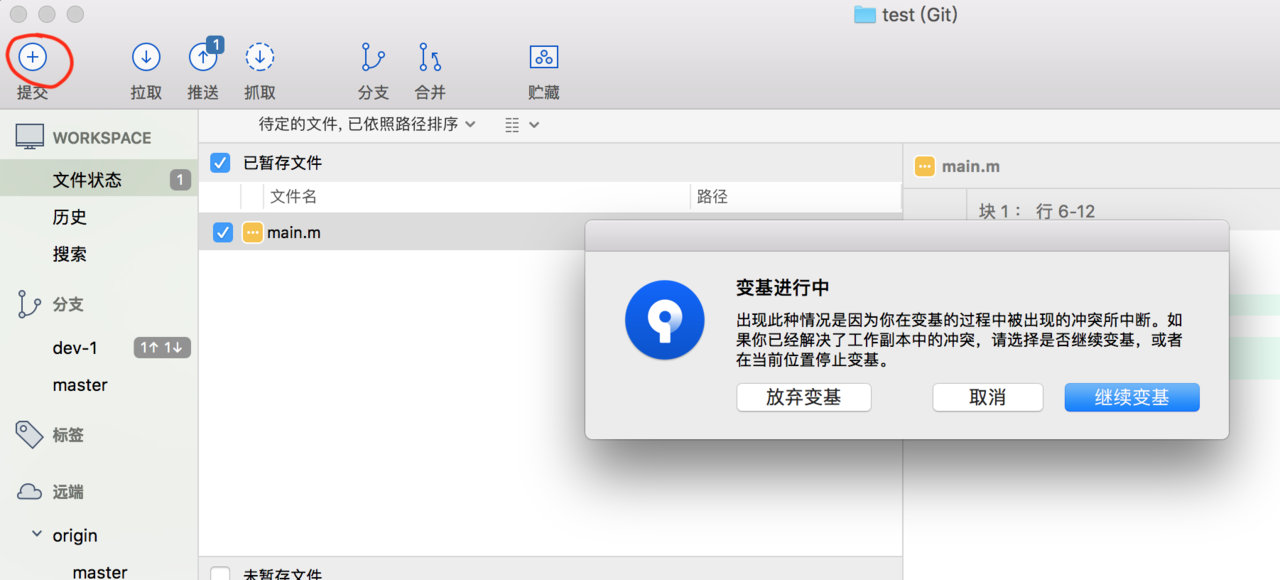 test (Git)
1
提交
拉取
推送
抓取
分支
合并
贮藏
WORKSPACE
文件状态
1
历史
搜索
分支
dev-1
1↑ 1↓
master
标签
远端
origin
master
待定的文件, 已依照路径排序
已暂存文件
文件名
路径
main.m
未暂存文件
main.m
块 1： 行 6-12
变基进行中
出现此种情况是因为你在变基的过程中被出现的冲突所中断。如
果你已经解决了工作副本中的冲突，请选择是否继续变基，或者
在当前位置停止变基。
放弃变基
取消
继续变基